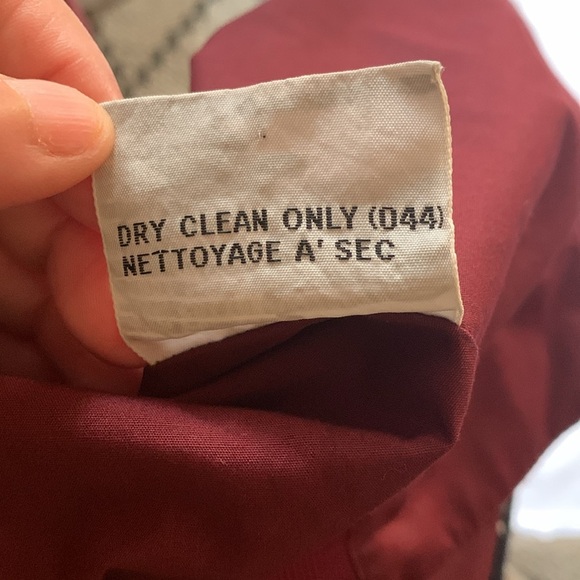 DRY CLEAN ONLY (044)
NETTOYAGE A' SEC